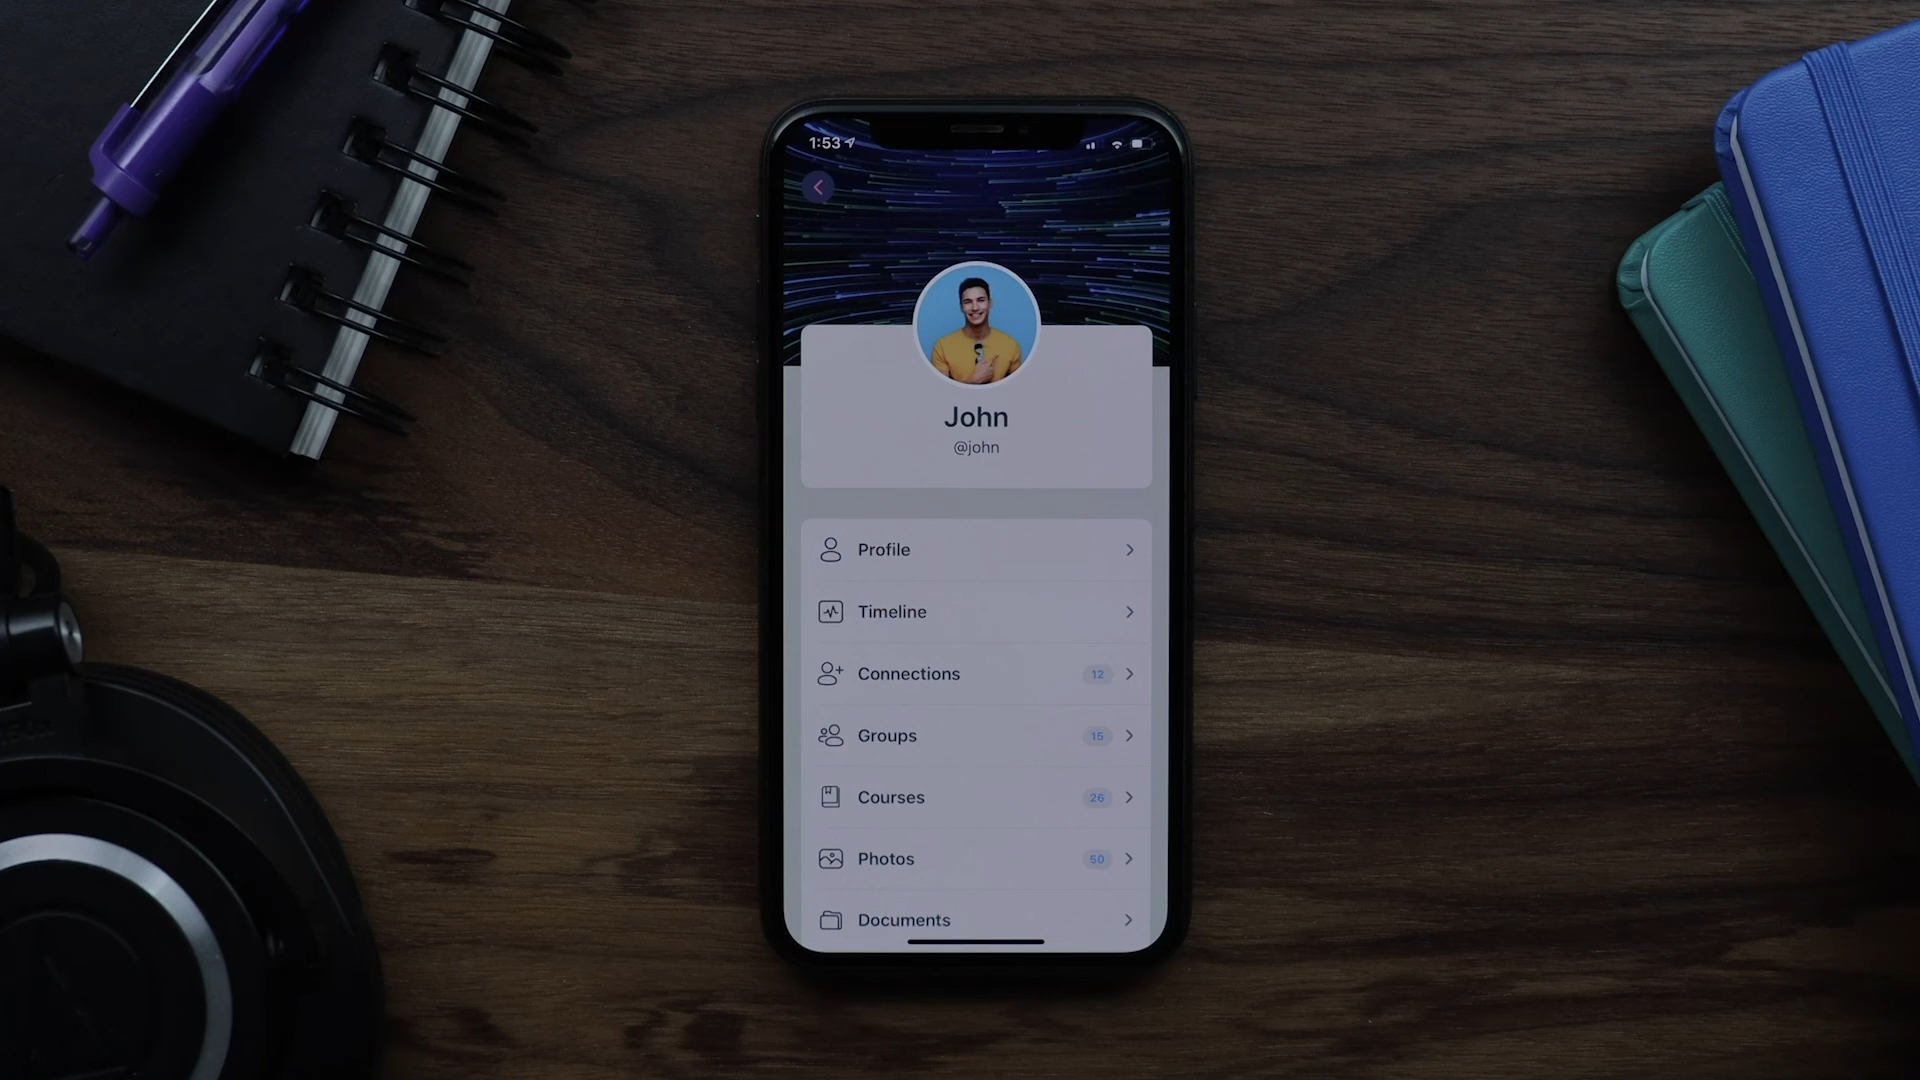 1:53
John
@john
Profile
Timeline
Connections 12
Groups 15
Courses 26
Photos 50
Documents